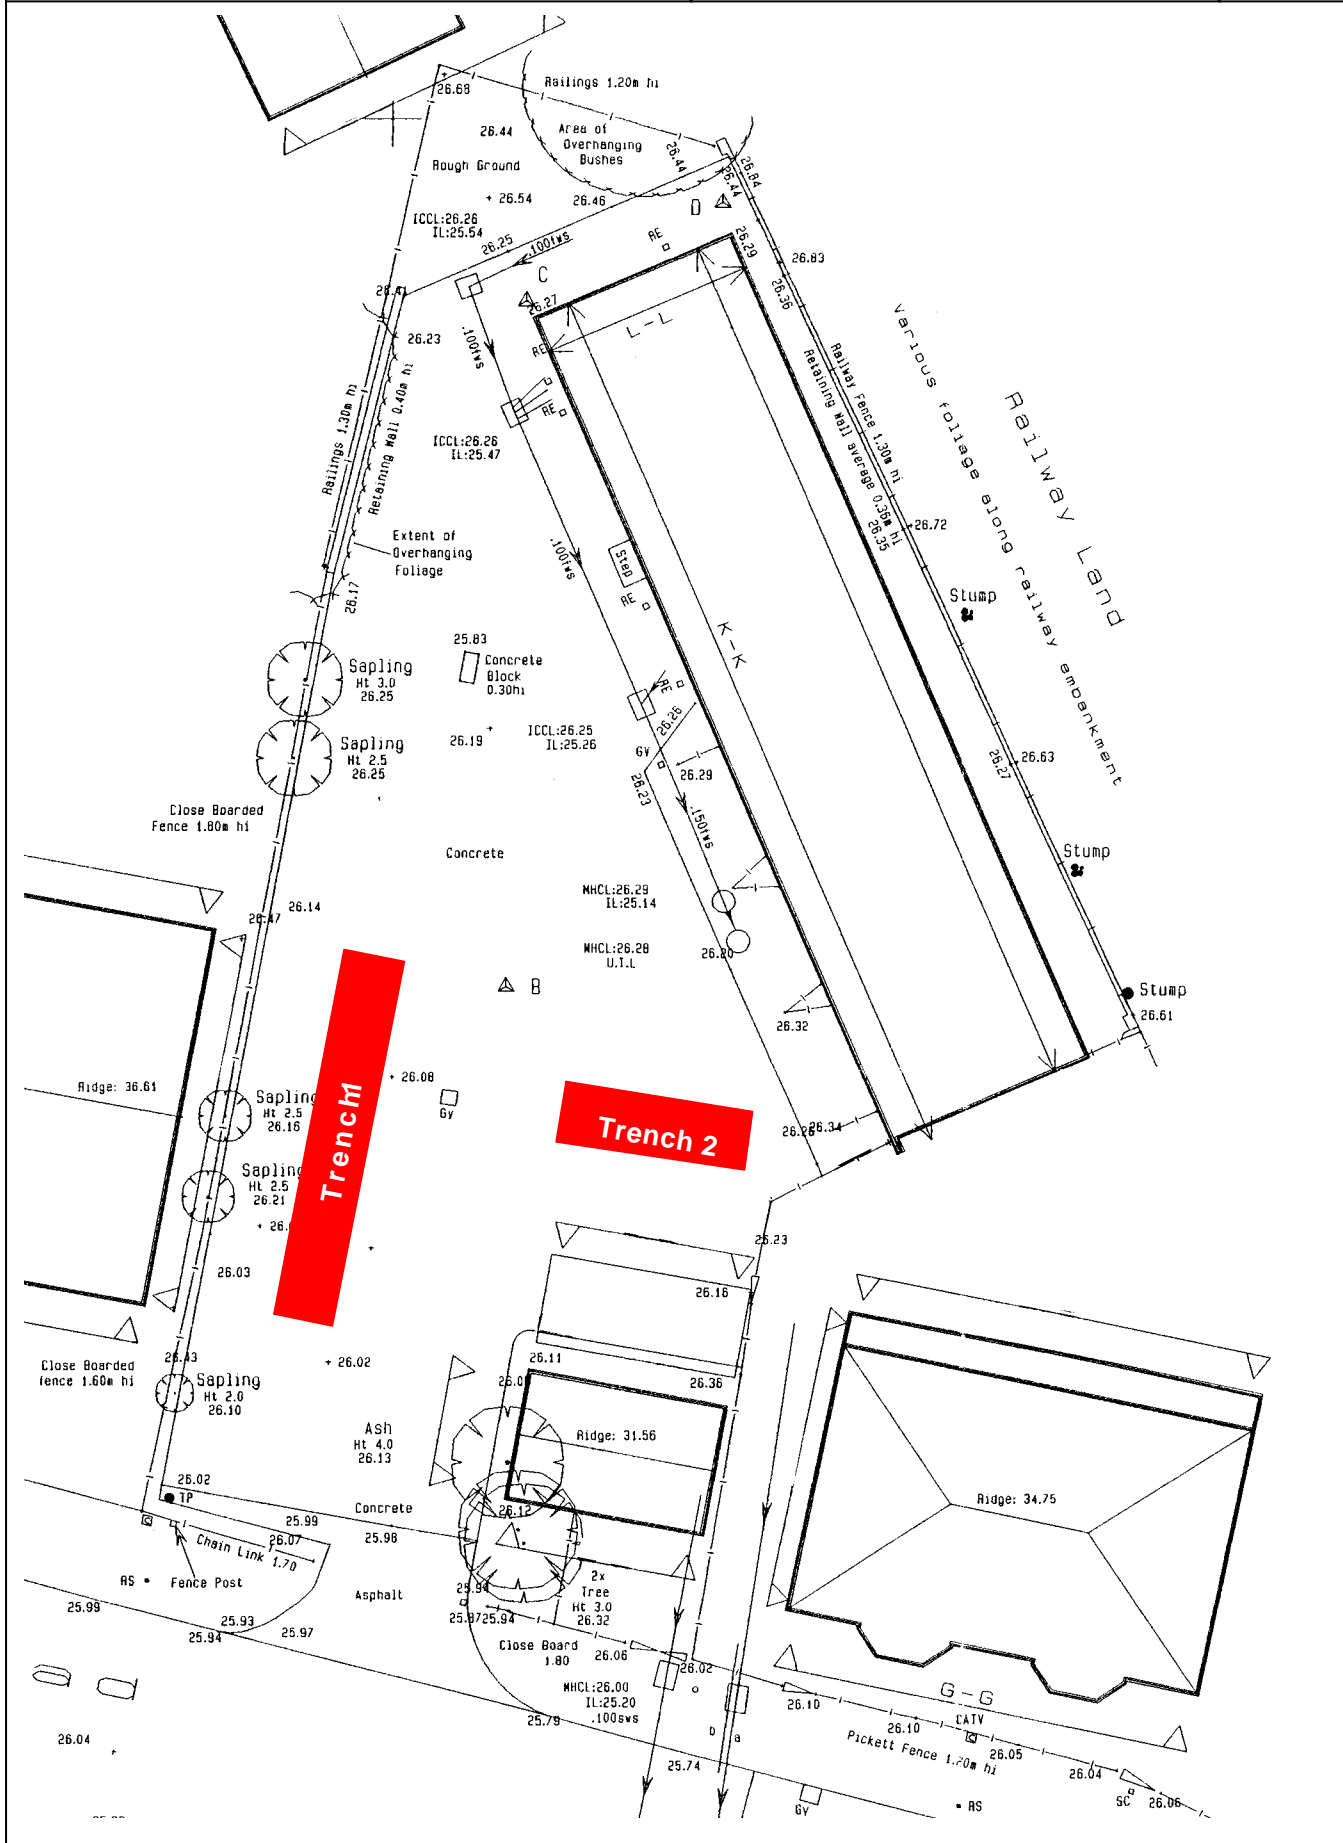 Railings 1.20m hi
26.68
26.44
Area of
Overhanging
Bushes
26.44
Rough Ground
26.84
26.44
26.54
26.46
D
ICCL:26.26
IL:25.54
26.25
.100fws
RE
26.29
26.83
C
26.27
26.41
26.36
26.23
.100fws
L-L
RE
RE
Railings 1.30m hi
Retaining Wall 0.40m hi
Railway Fence 1.30m hi
Retaining Wall average 0.36m hi
26.35
Various foliage along railway embankment
Railway Land
ICCL:26.26
IL:25.47
26.72
Extent of
Overhanging
Foliage
.100fws
Step
RE
26.17
Stump
K-K
25.83
Concrete
Block
0.30hi
Sapling
Ht 3.0
26.25
RE
26.26
26.19
ICCL:26.25
IL:25.26
GV
26.29
26.23
Sapling
Ht 2.5
26.25
26.63
26.27
.150fws
Close Boarded
Fence 1.80m hi
Concrete
Stump
MHCL:26.29
IL:25.14
26.14
26.47
MHCL:26.28
U.T.L
26.20
B
Stump
26.61
26.32
Ridge: 36.61
26.08
GV
Sapling
Ht 2.5
26.16
Trench1
Trench 2
26.34
Sapling
Ht 2.5
26.21
26.23
26.03
26.16
26.11
26.36
26.43
26.02
Close Boarded
fence 1.60m hi
Sapling
Ht 2.0
26.10
Ash
Ht 4.0
26.13
Ridge: 31.56
26.02
TP
Concrete
26.12
Ridge: 34.75
25.99
26.07
25.98
Chain Link 1.70
RS
Fence Post
Asphalt
25.94
2x
Tree
Ht 3.0
26.32
25.99
25.93
25.94
25.97
25.87
25.94
Close Board
1.80
26.06
26.02
MHCL:26.00
IL:25.20
.100sws
25.79
G-G
26.10
26.10
CATV
26.05
26.04
Pickett Fence 1.20m hi
26.04
25.74
GV
RS
SC
26.06